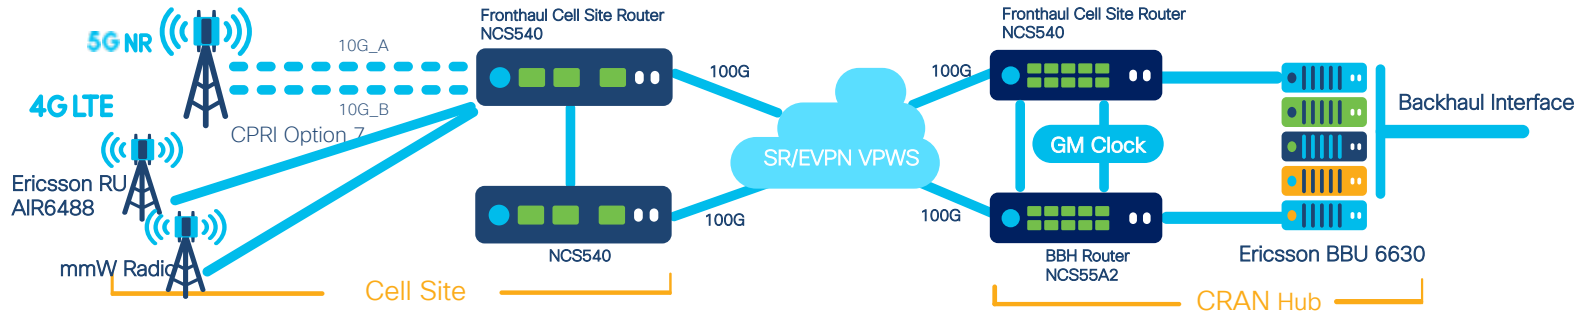 Fronthaul Cell Site Router
NCS540
5G NR
10G_A
4G LTE
10G_B
CPRI Option 7
Ericsson RU
AIR6488
mmW Radio
100G
100G
NCS540
Cell Site
SR/EVPN VPWS
Fronthaul Cell Site Router
NCS540
100G
100G
GM Clock
BBH Router
NCS55A2
Backhaul Interface
Ericsson BBU 6630
CRAN Hub